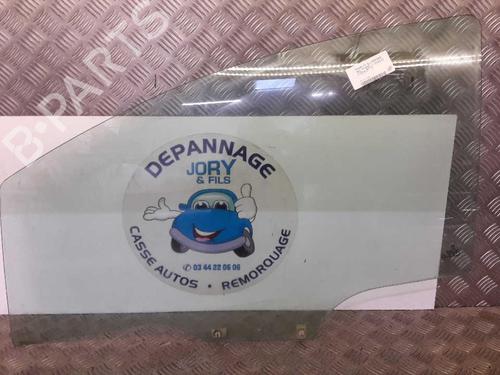 B-PARTS
DEPANNAGE
JORY
& FILS
03 44 22 06 06
CASSE AUTOS • REMORQUAGE